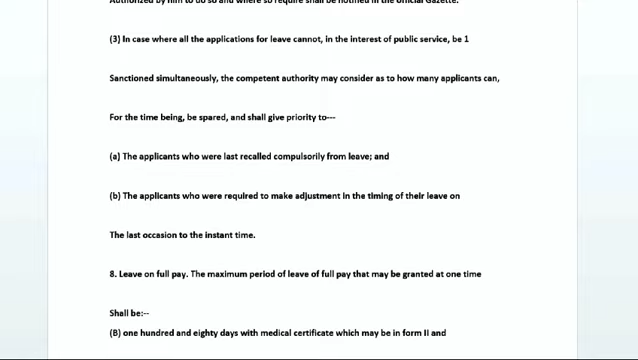 Authorized by him to do so and where so require shall be notified in the Official Gazette.
(3) In case where all the applications for leave cannot, in the interest of public service, be 1
Sanctioned simultaneously, the competent authority may consider as to how many applicants can,
For the time being, be spared, and shall give priority to---
(a) The applicants who were last recalled compulsorily from leave; and
(b) The applicants who were required to make adjustment in the timing of their leave on
The last occasion to the instant time.
8. Leave on full pay. The maximum period of leave of full pay that may be granted at one time
Shall be:--
(B) one hundred and eighty days with medical certificate which may be in form II and